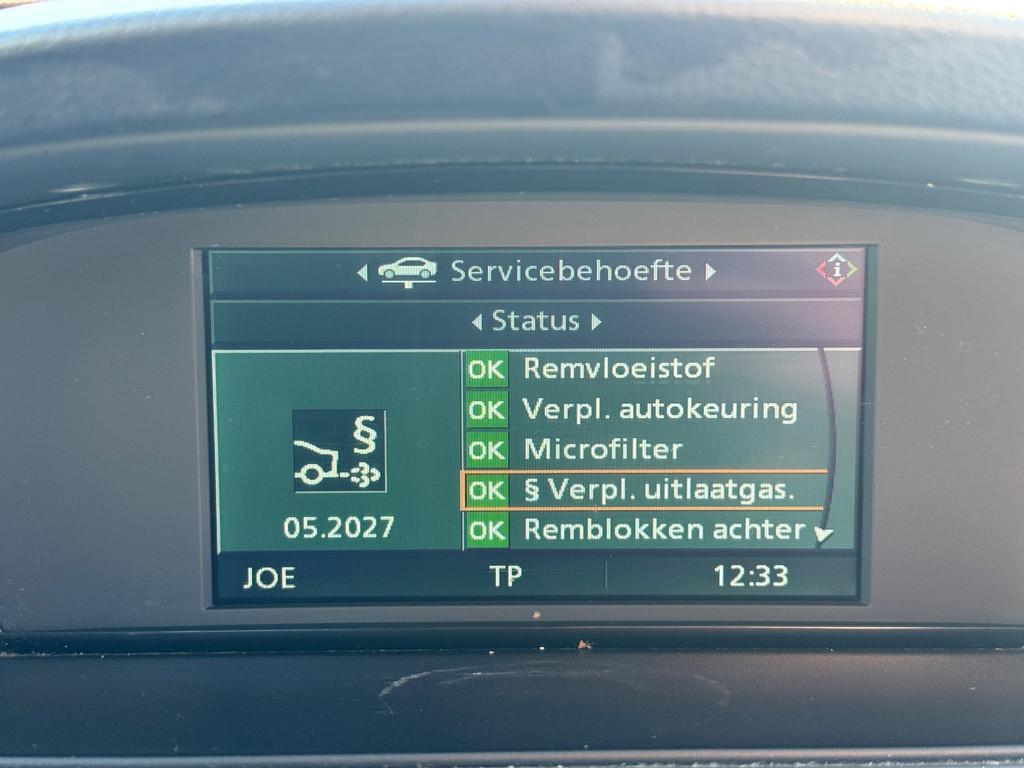 Servicebehoefte
Status
OK Remvloeistof
OK Verpl. autokeuring
OK Microfilter
OK § Verpl. uitlaatgas.
OK Remblokken achter
§
05.2027
JOE TP 12:33
i